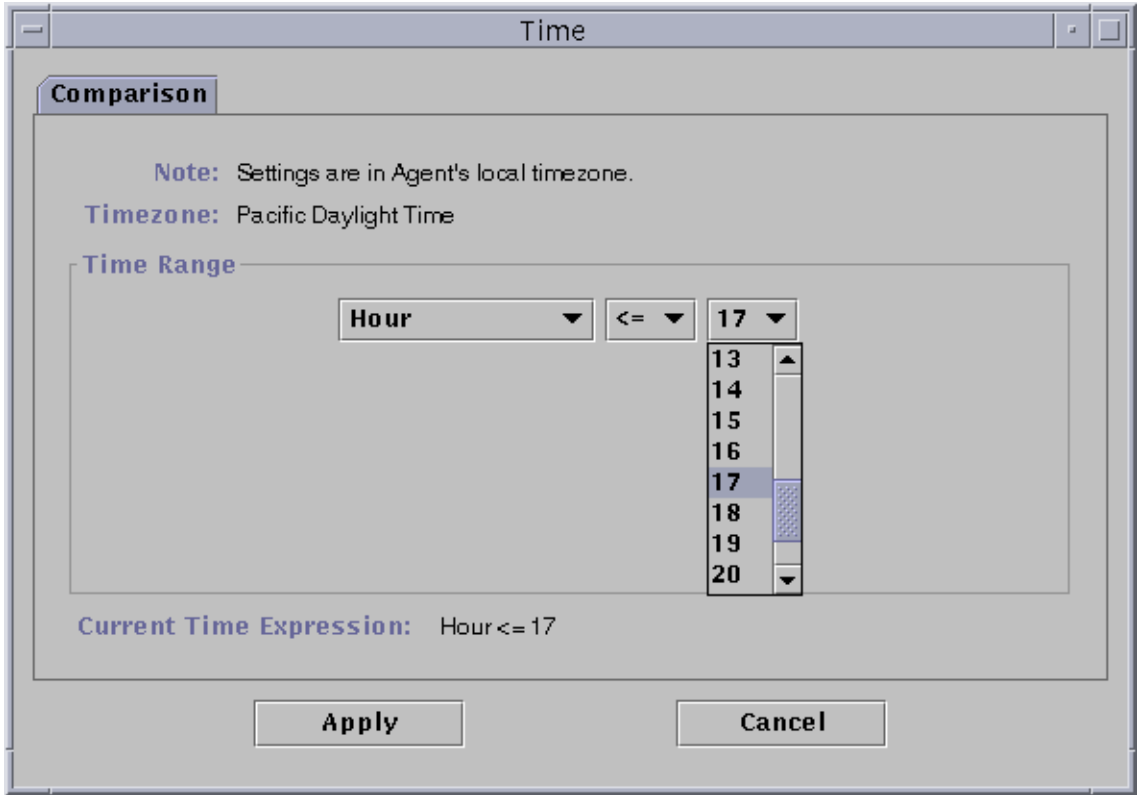 Time
Comparison
Note: Settings are in Agent's local timezone.
Timezone: Pacific Daylight Time
Time Range
Hour <= 17
13
14
15
16
17
18
19
20
Current Time Expression: Hour <= 17
Apply Cancel